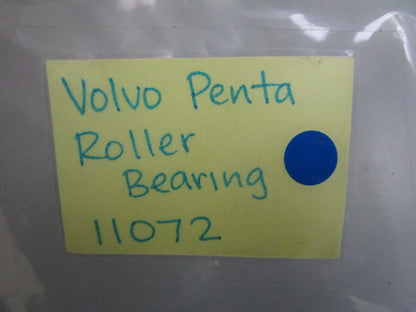 Volvo Penta
Roller
Bearing
11072